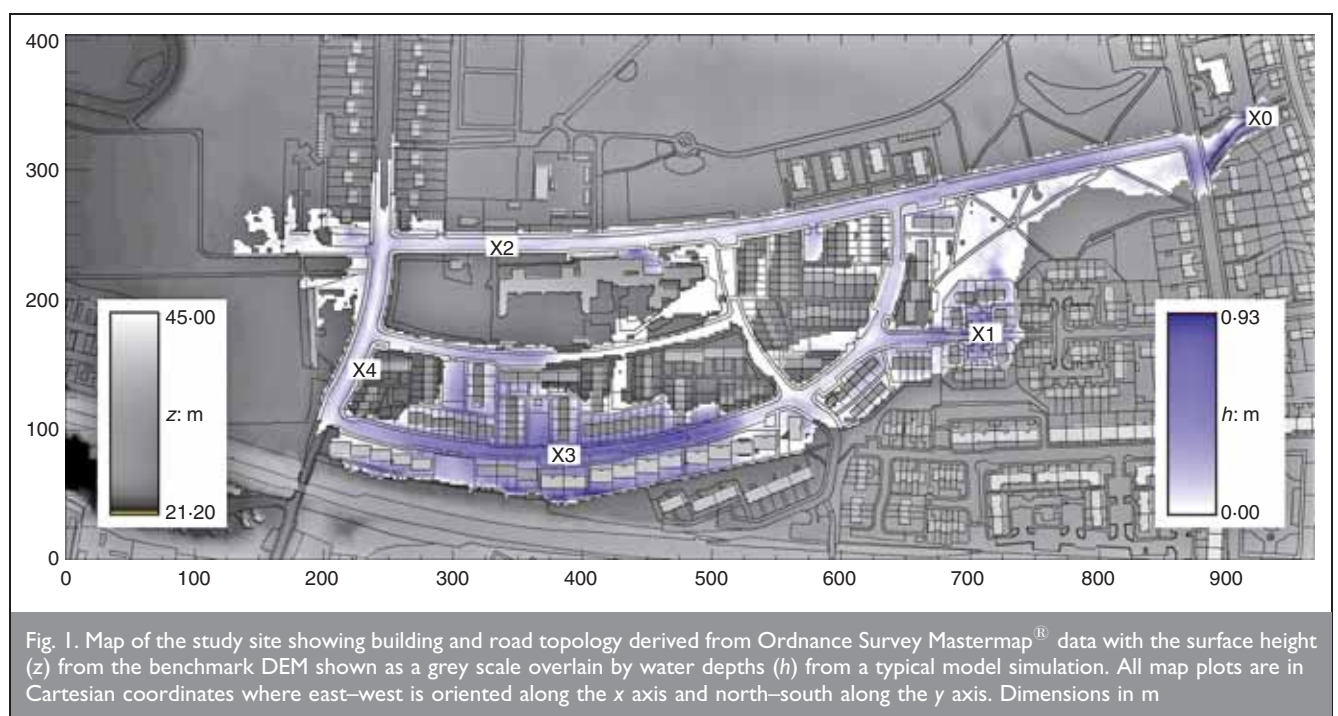 400
300
200
100
0
0 100 200 300 400 500 600 700 800 900
X0
X2
X1
X4
X3
45·00
z: m
21·20
0·93
h: m
0·00
Fig. 1. Map of the study site showing building and road topology derived from Ordnance Survey Mastermap® data with the surface height
(z) from the benchmark DEM shown as a grey scale overlain by water depths (h) from a typical model simulation. All map plots are in
Cartesian coordinates where east–west is oriented along the x axis and north–south along the y axis. Dimensions in m